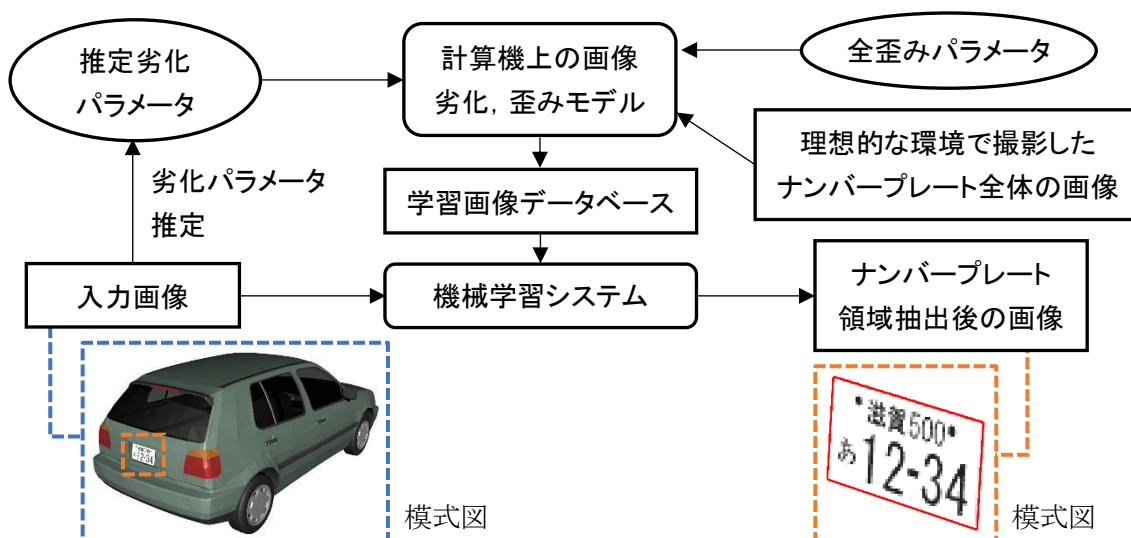 推定劣化
パラメータ
計算機上の画像
劣化, 歪みモデル
全歪みパラメータ
理想的な環境で撮影した
ナンバープレート全体の画像
劣化パラメータ
推定
学習画像データベース
入力画像
機械学習システム
ナンバープレート
領域抽出後の画像
12-34
模式図
滋賀500
あ12-34
模式図